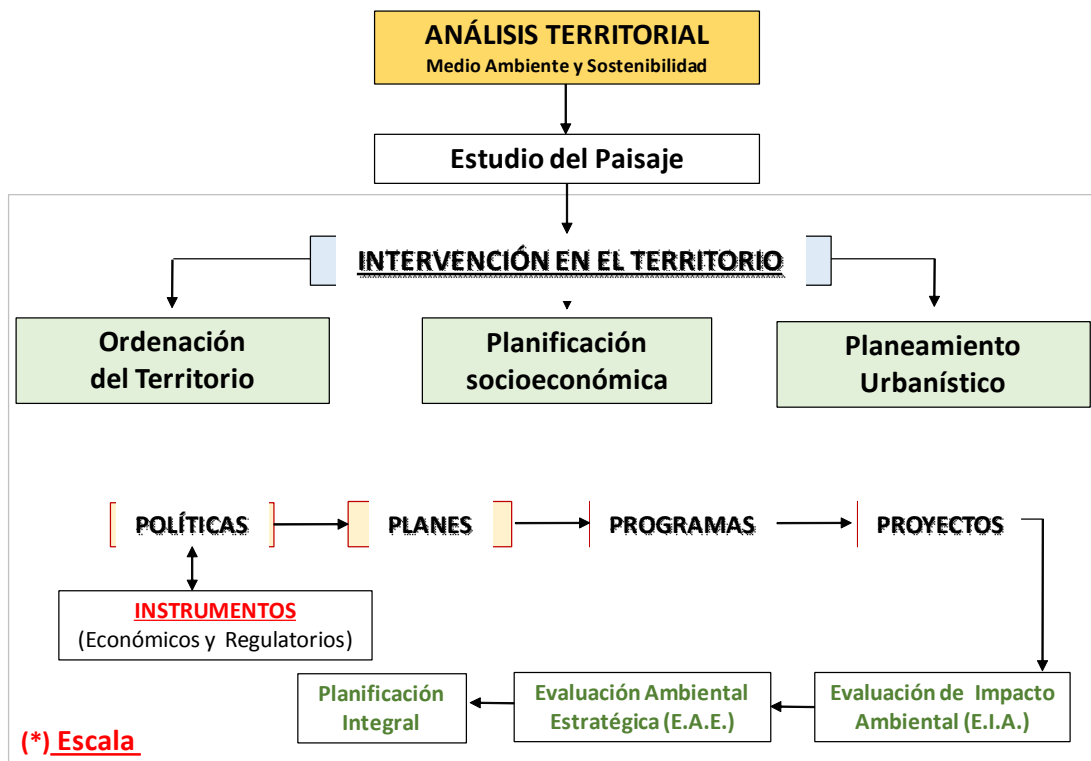 ANÁLISIS TERRITORIAL
Medio Ambiente y Sostenibilidad
Estudio del Paisaje
INTERVENCIÓN EN EL TERRITORIO
Ordenación
del Territorio
Planificación
socioeconómica
Planeamiento
Urbanístico
POLÍTICAS
PLANES
PROGRAMAS
PROYECTOS
INSTRUMENTOS
(Económicos y Regulatorios)
Planificación
Integral
Evaluación Ambiental
Estratégica (E.A.E.)
Evaluación de Impacto
Ambiental (E.I.A.)
(*) Escala